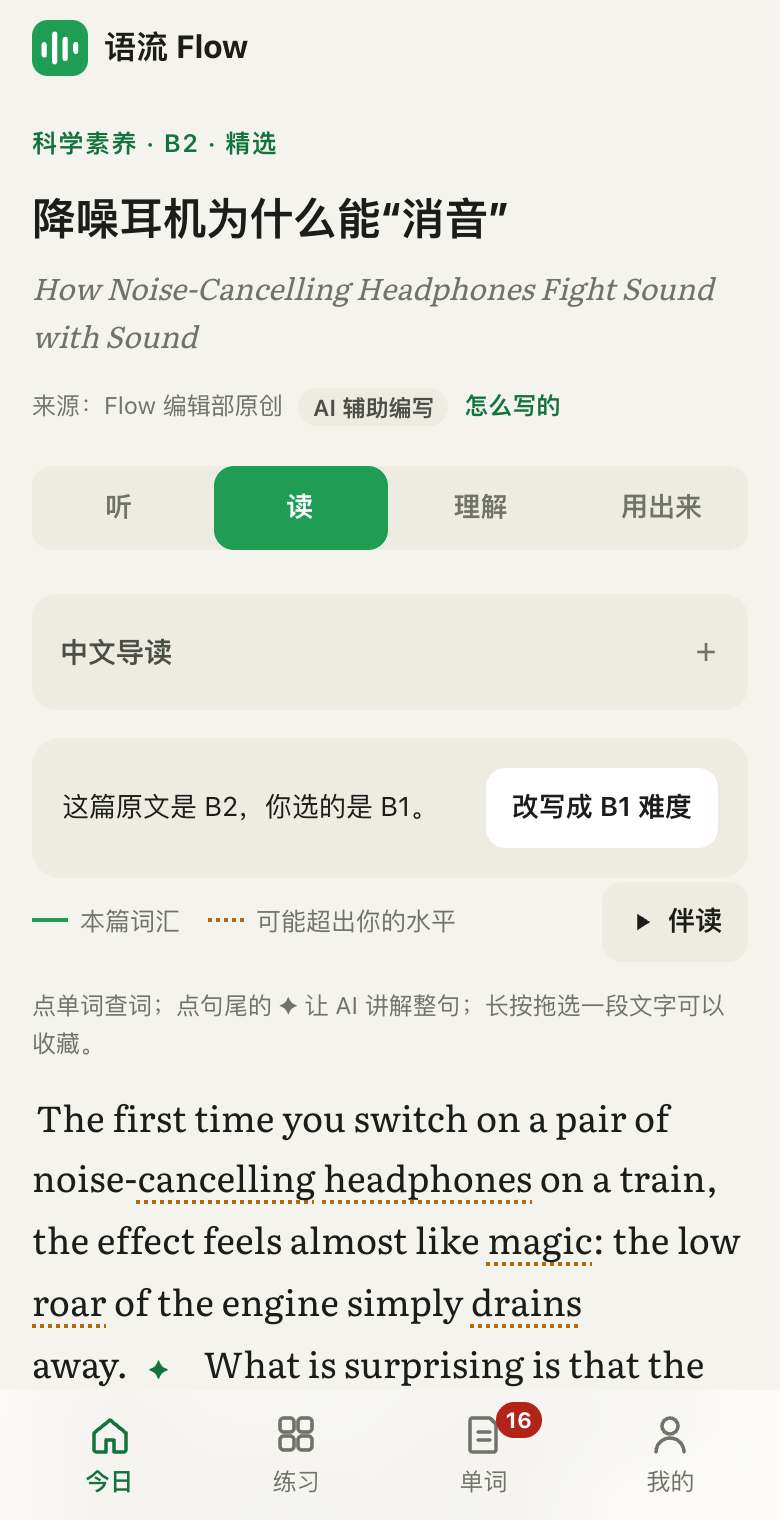 语流 Flow
科学素养 · B2 · 精选
降噪耳机为什么能“消音”
How Noise-Cancelling Headphones Fight Sound
with Sound
来源：Flow 编辑部原创 AI 辅助编写 怎么写的
听 读 理解 用出来
中文导读 +
这篇原文是 B2，你选的是 B1。 改写成 B1 难度
本篇词汇 可能超出你的水平 伴读
点单词查词；点句尾的 ✦ 让 AI 讲解整句；长按拖选一段文字可以
收藏。
The first time you switch on a pair of
noise-cancelling headphones on a train,
the effect feels almost like magic: the low
roar of the engine simply drains
away. ✦ What is surprising is that the
16
今日 练习 单词 我的